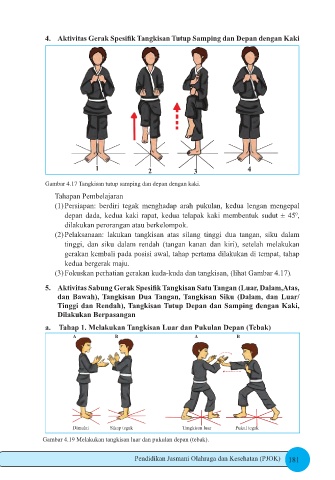 4. Aktivitas Gerak Spesifik Tangkisan Tutup Samping dan Depan dengan Kaki
1 2 3 4
Gambar 4.17 Tangkisan tutup samping dan depan dengan kaki.
Tahapan Pembelajaran
(1) Persiapan: berdiri tegak menghadap arah pukulan, kedua lengan mengepal
depan dada, kedua kaki rapat, kedua telapak kaki membentuk sudut ± 45⁰,
dilakukan perorangan atau berkelompok.
(2) Pelaksanaan: lakukan tangkisan atas silang tinggi dua tangan, siku dalam
tinggi, dan siku dalam rendah (tangan kanan dan kiri), setelah melakukan
gerakan kembali pada posisi awal, tahap pertama dilakukan di tempat, tahap
kedua bergerak maju.
(3) Fokuskan perhatian gerakan kuda-kuda dan tangkisan, (lihat Gambar 4.17).
5. Aktivitas Sabung Gerak Spesifik Tangkisan Satu Tangan (Luar, Dalam,Atas,
dan Bawah), Tangkisan Dua Tangan, Tangkisan Siku (Dalam, dan Luar/
Tinggi dan Rendah), Tangkisan Tutup Depan dan Samping dengan Kaki,
Dilakukan Berpasangan
a. Tahap 1. Melakukan Tangkisan Luar dan Pukulan Depan (Tebak)
A B A B
Dimulai Sikap tegak Tangkisan luar Pukul tegak
Gambar 4.19 Melakukan tangkisan luar dan pukulan depan (tebak).
Pendidikan Jasmani Olahraga dan Kesehatan (PJOK) 181